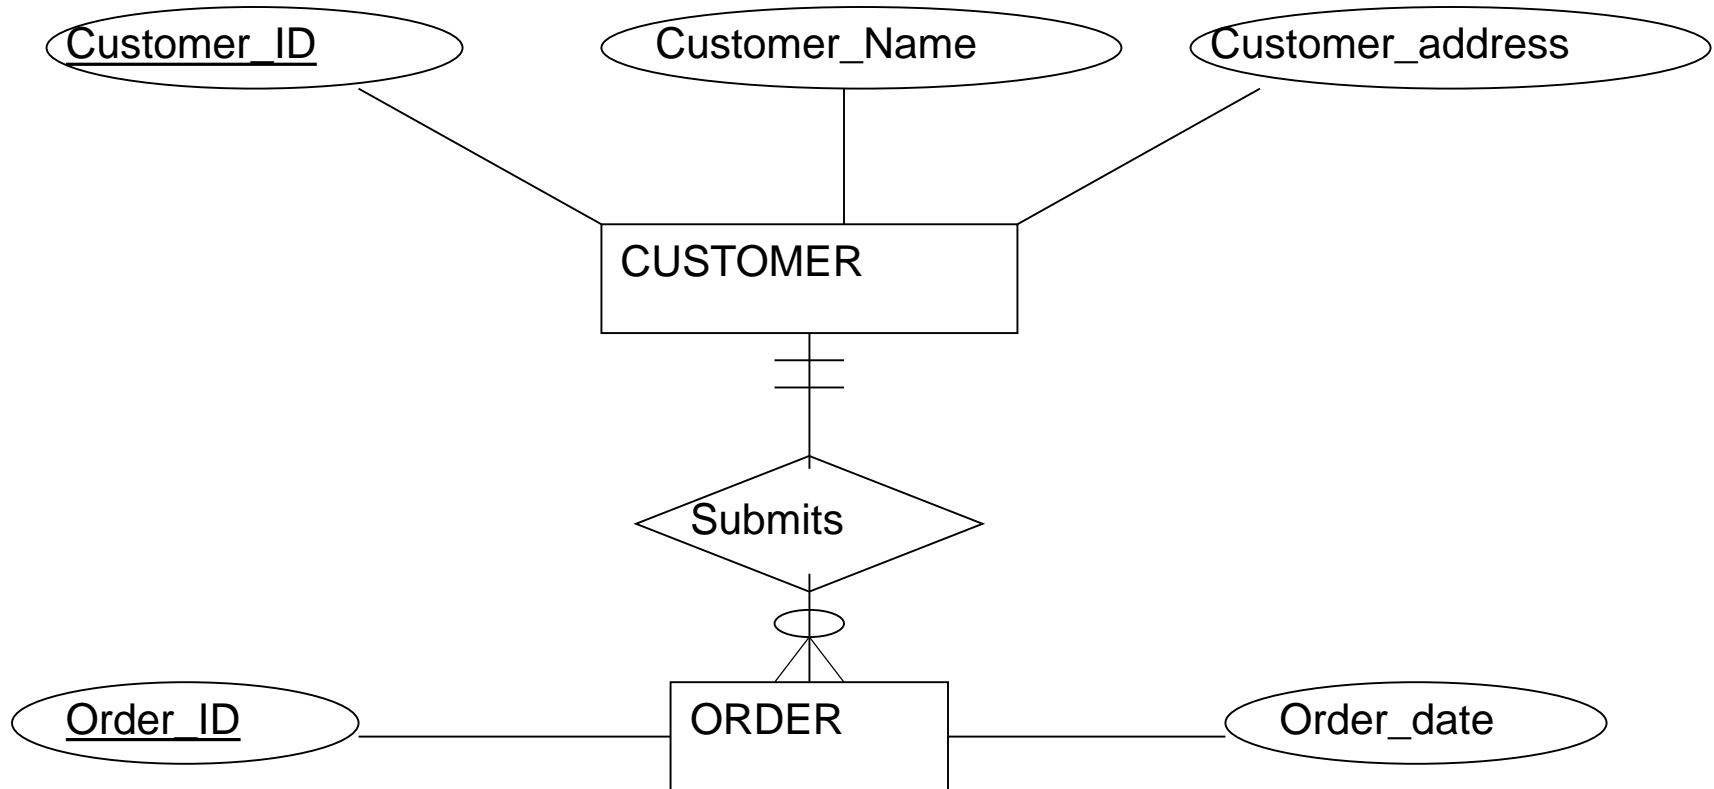 Customer_ID
Customer_Name
Customer_address
CUSTOMER
Submits
Order_ID
ORDER
Order_date